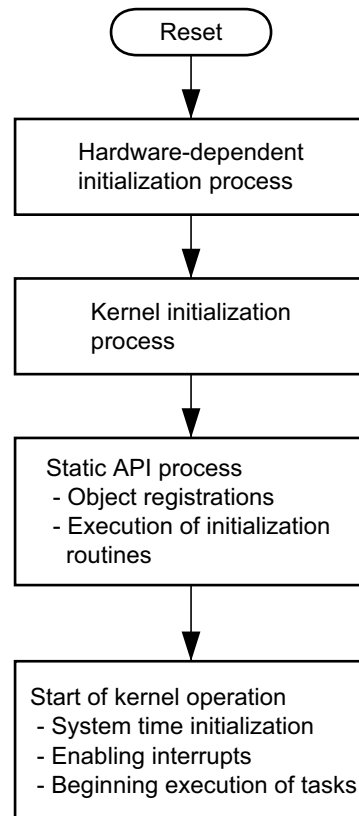 Reset
Hardware-dependent
initialization process
Kernel initialization
process
Static API process
- Object registrations
- Execution of initialization
routines
Start of kernel operation
- System time initialization
- Enabling interrupts
- Beginning execution of tasks